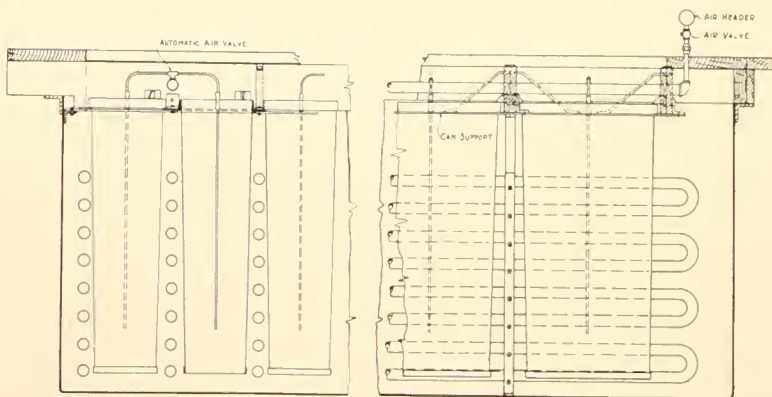 AUTOMATIC AIR VALVE
AIR HEADER
AIR VALVE
CAN SUPPORT